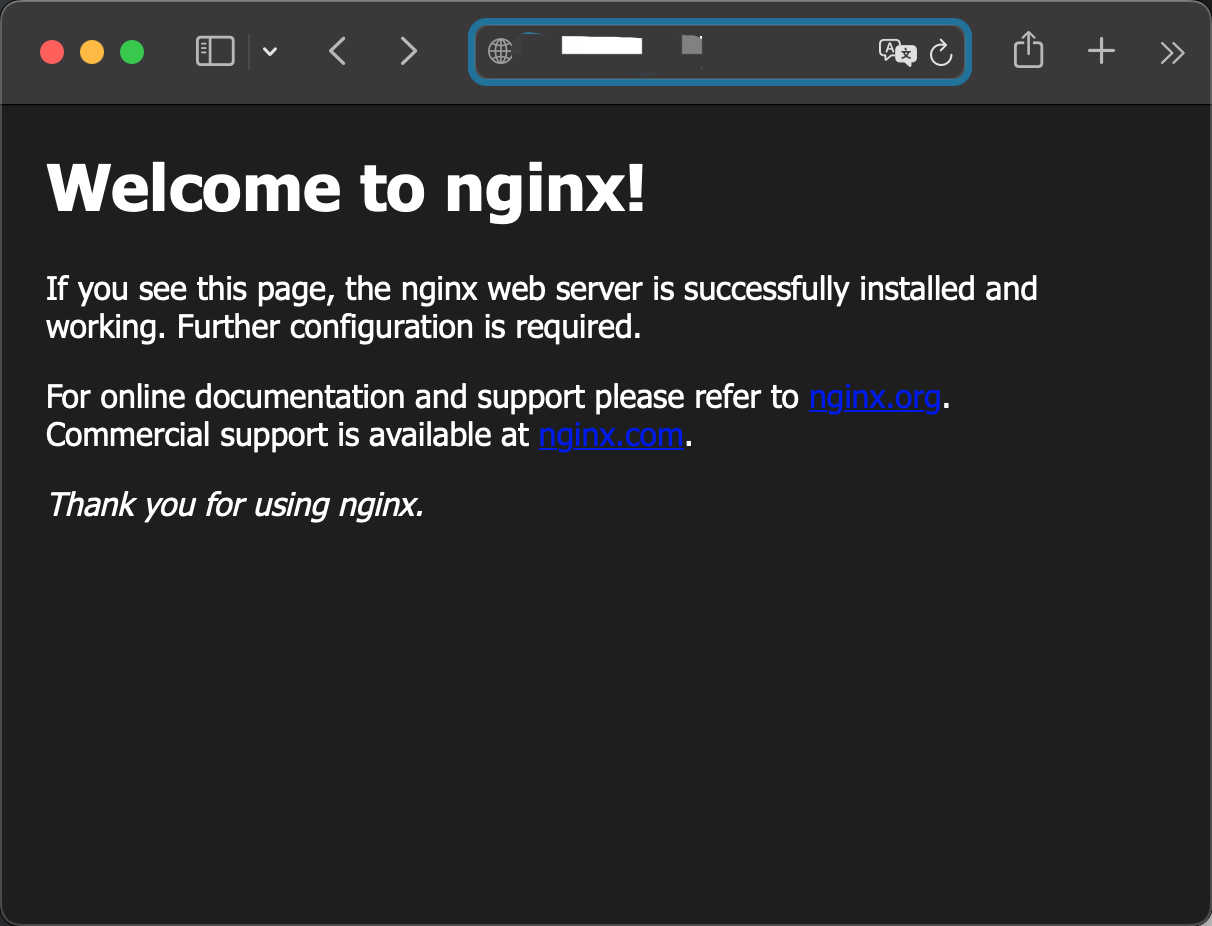 Welcome to nginx!
If you see this page, the nginx web server is successfully installed and
working. Further configuration is required.
For online documentation and support please refer to nginx.org.
Commercial support is available at nginx.com.
Thank you for using nginx.